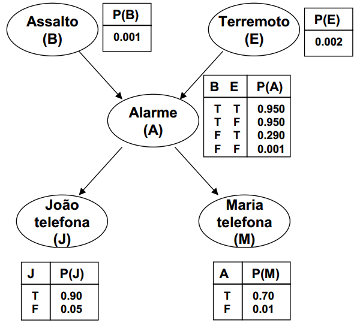 Assalto
(B)
P(B)
0.001
Terremoto
(E)
P(E)
0.002
Alarme
(A)
B E P(A)
T T 0.950
T F 0.950
F T 0.290
F F 0.001
João
telefona
(J)
Maria
telefona
(M)
J P(J)
T 0.90
F 0.05
A P(M)
T 0.70
F 0.01